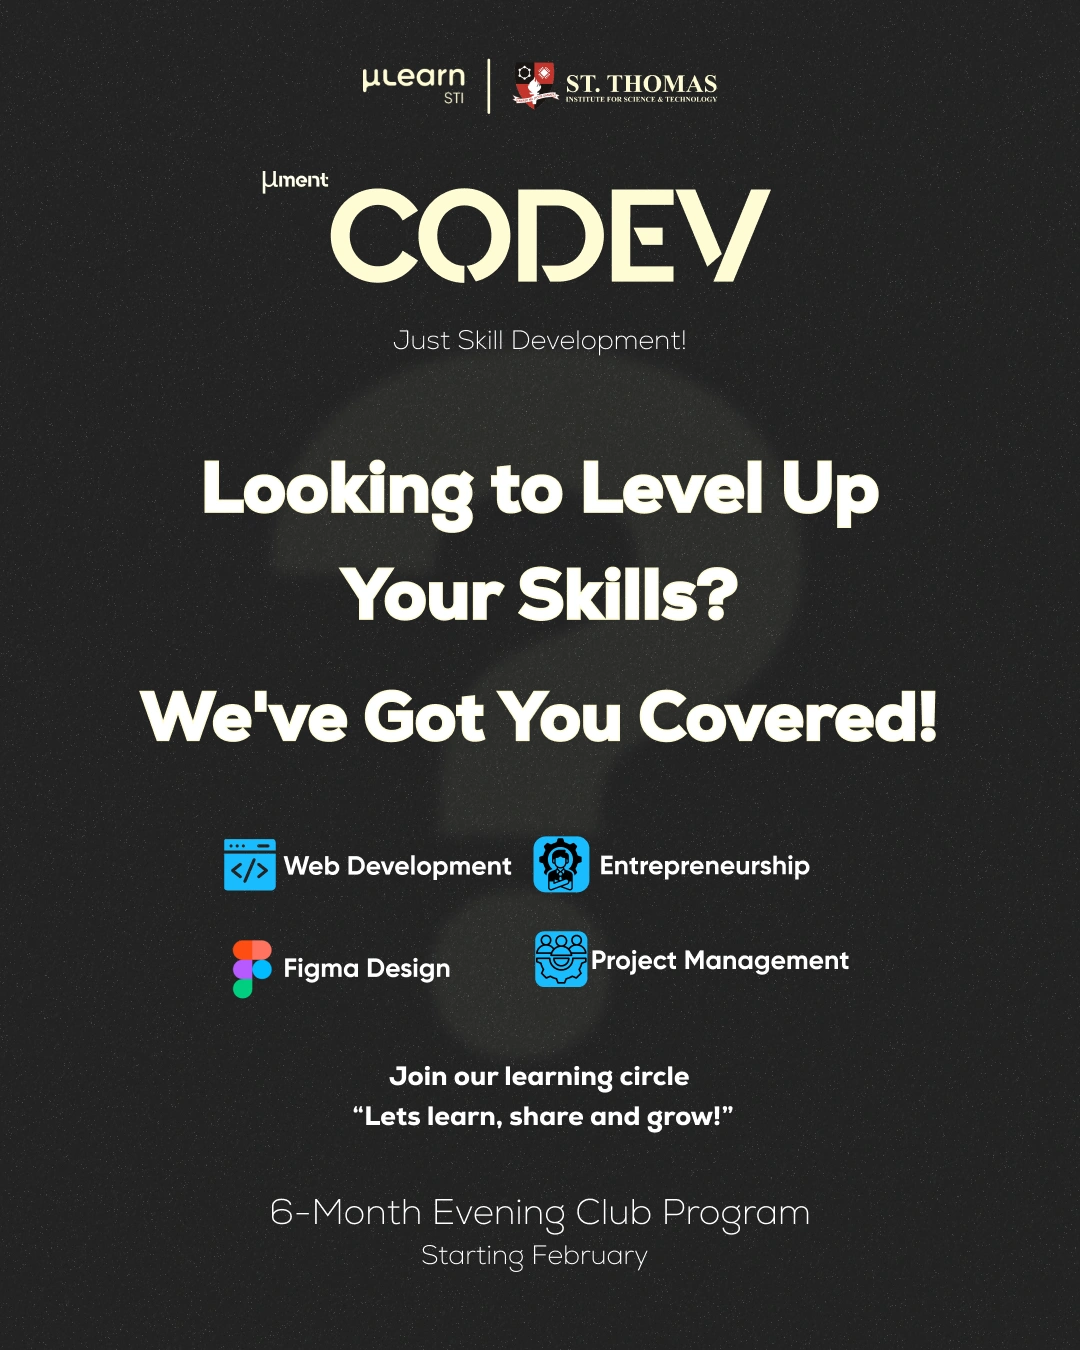 µLearn
STI
ST. THOMAS
INSTITUTE FOR SCIENCE & TECHNOLOGY
µment
CODEV
Just Skill Development!
Looking to Level Up
Your Skills?
We've Got You Covered!
Web Development
Entrepreneurship
Figma Design
Project Management
Join our learning circle
“Lets learn, share and grow!”
6-Month Evening Club Program
Starting February